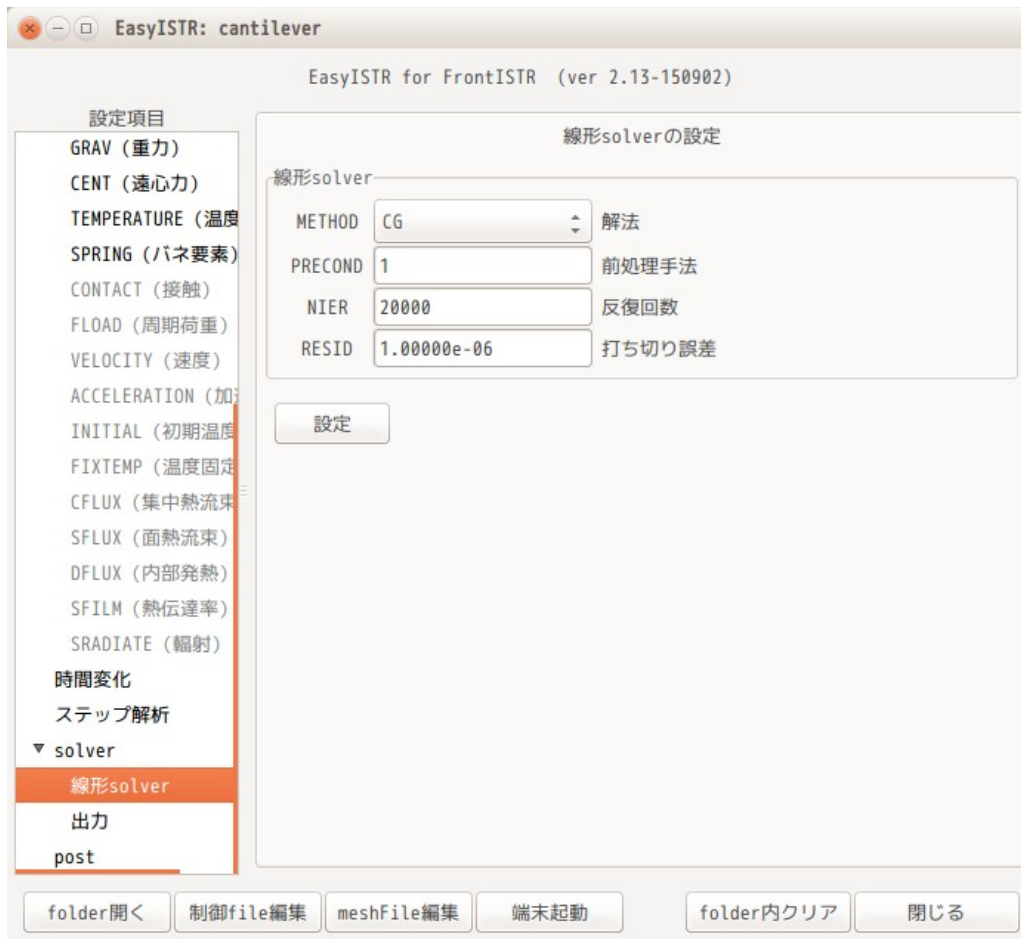 EasyISTR: cantilever
EasyISTR for FrontISTR (ver 2.13-150902)
設定項目
GRAV (重力)
CENT (遠心力)
TEMPERATURE (温度
SPRING (バネ要素)
CONTACT (接触)
FLOAD (周期荷重)
VELOCITY (速度)
ACCELERATION (加
INITIAL (初期温度
FIXTEMP (温度固定
CFLUX (集中熱流束
SFLUX (面熱流束)
DFLUX (内部発熱)
SFILM (熱伝達率)
SRADIATE (輻射)
時間変化
ステップ解析
solver
線形solver
出力
post
線形solverの設定
線形solver
METHOD CG 解法
PRECOND 1 前処理手法
NIER 20000 反復回数
RESID 1.00000e-06 打ち切り誤差
設定
folder開く 制御file編集 meshFile編集 端末起動 folder内クリア 閉じる